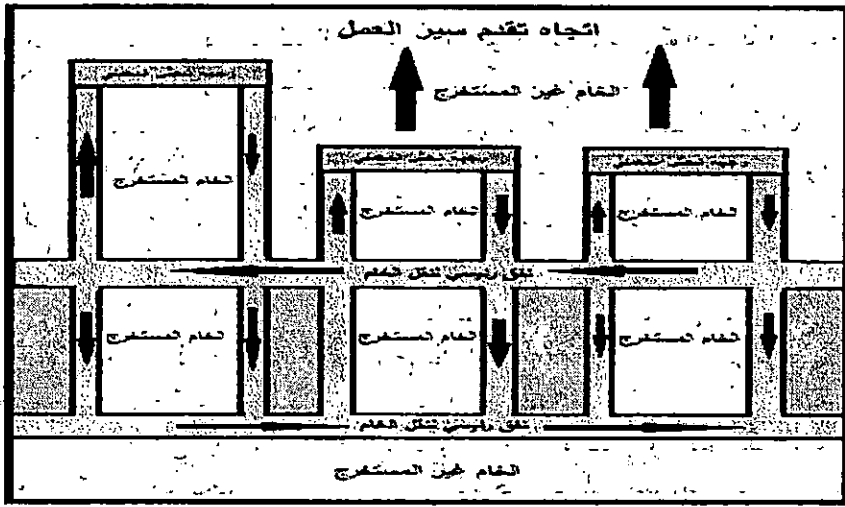 اتجاه تقدم سير العمل
الخام غير المستخرج
الخام المستخرج
الخام المستخرج
الخام المستخرج
نفق رئيسي لنقل الخام
الخام المستخرج
الخام المستخرج
الخام المستخرج
نفق رئيسي لنقل الخام
الخام غير المستخرج